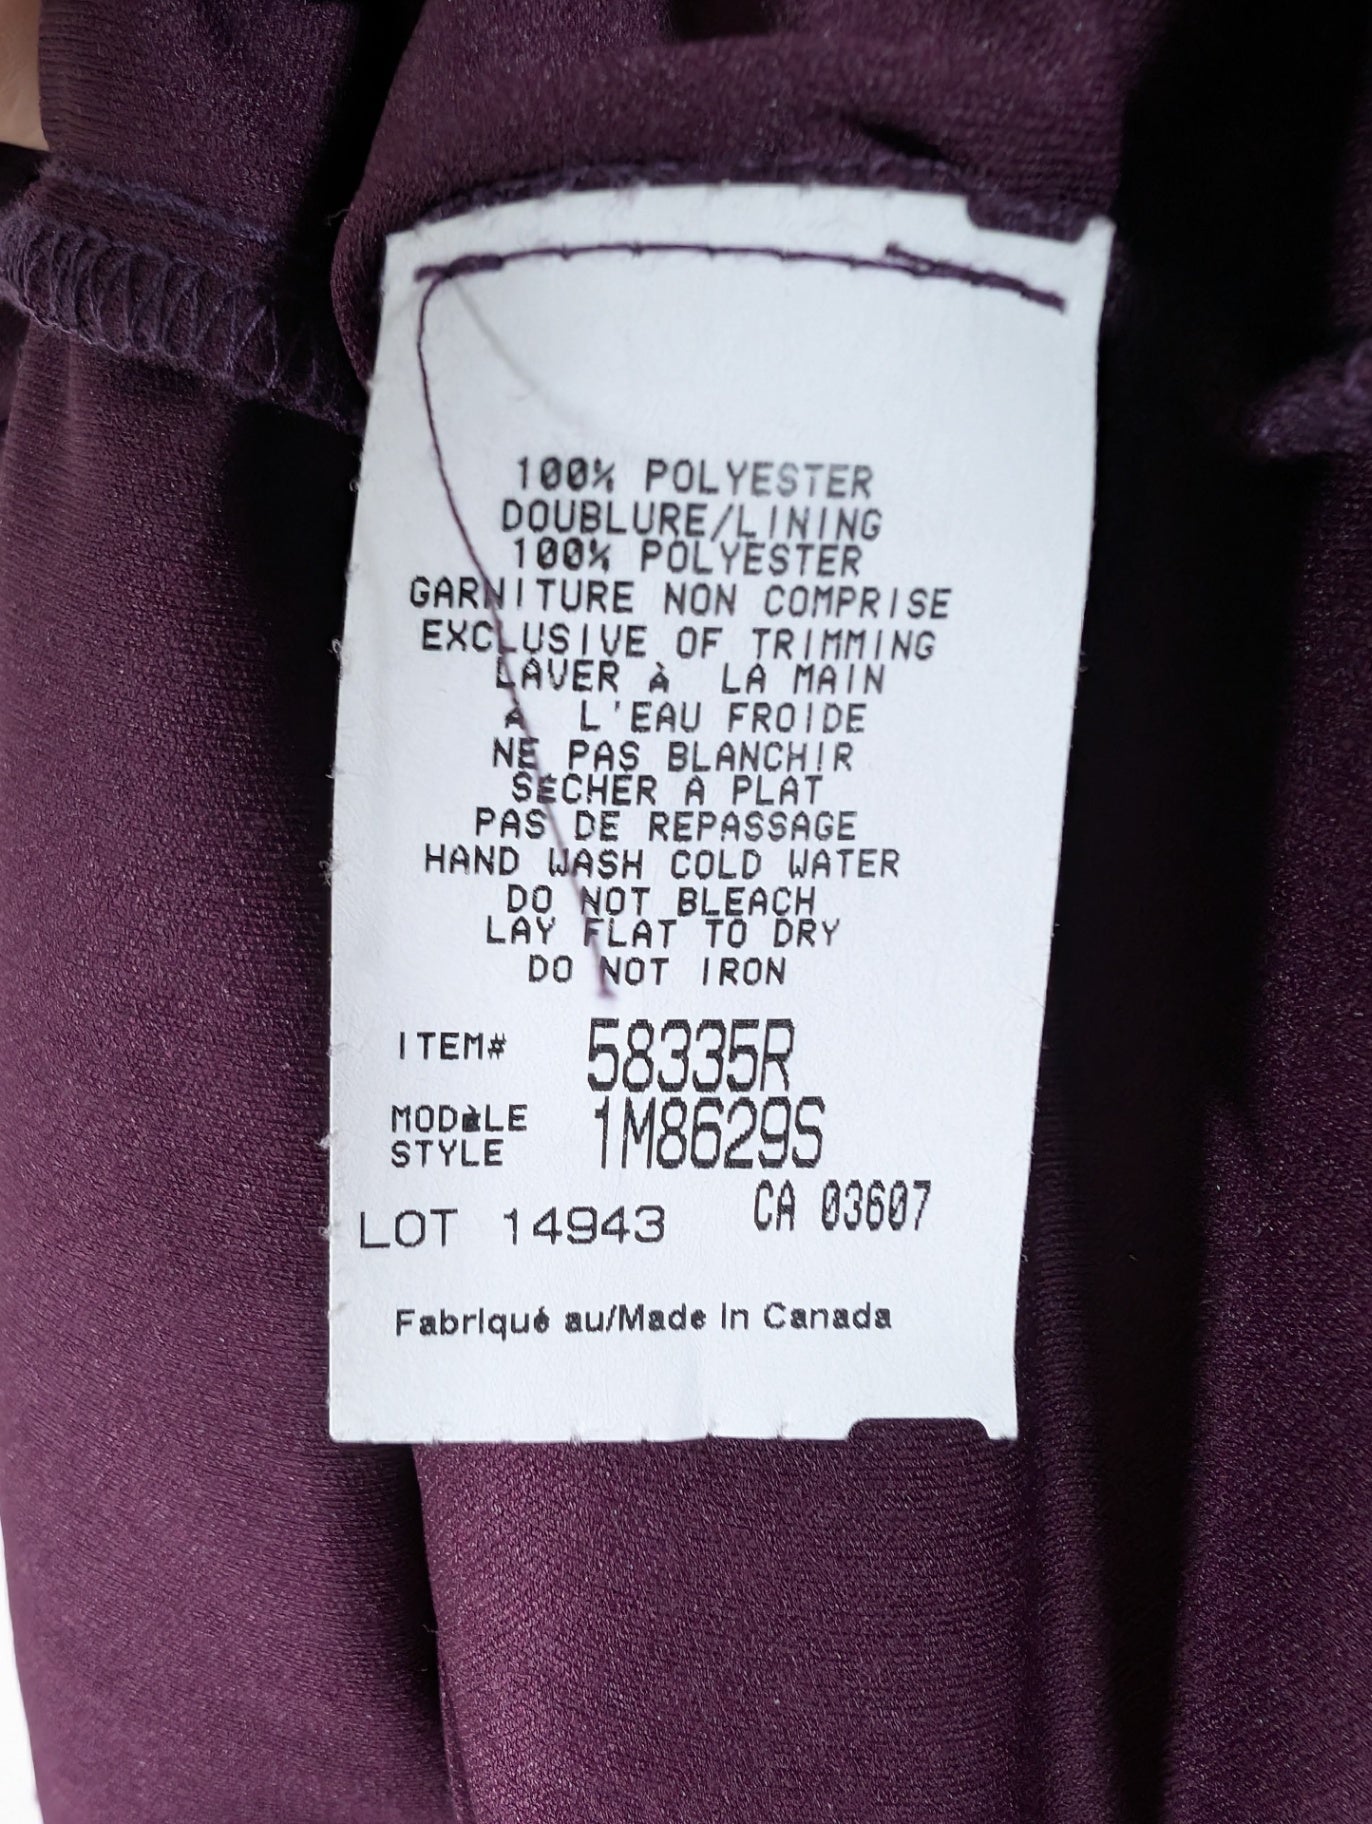 100% POLYESTER
DOUBLURE/LINING
100% POLYESTER
GARNITURE NON COMPRISE
EXCLUSIVE OF TRIMMING
LAVER à LA MAIN
À L'EAU FROIDE
NE PAS BLANCHIR
SÉCHER A PLAT
PAS DE REPASSAGE
HAND WASH COLD WATER
DO NOT BLEACH
LAY FLAT TO DRY
DO NOT IRON
ITEM# 58335R
MODèLE
STYLE 1M8629S
CA 03607
LOT 14943
Fabriqué au/Made in Canada